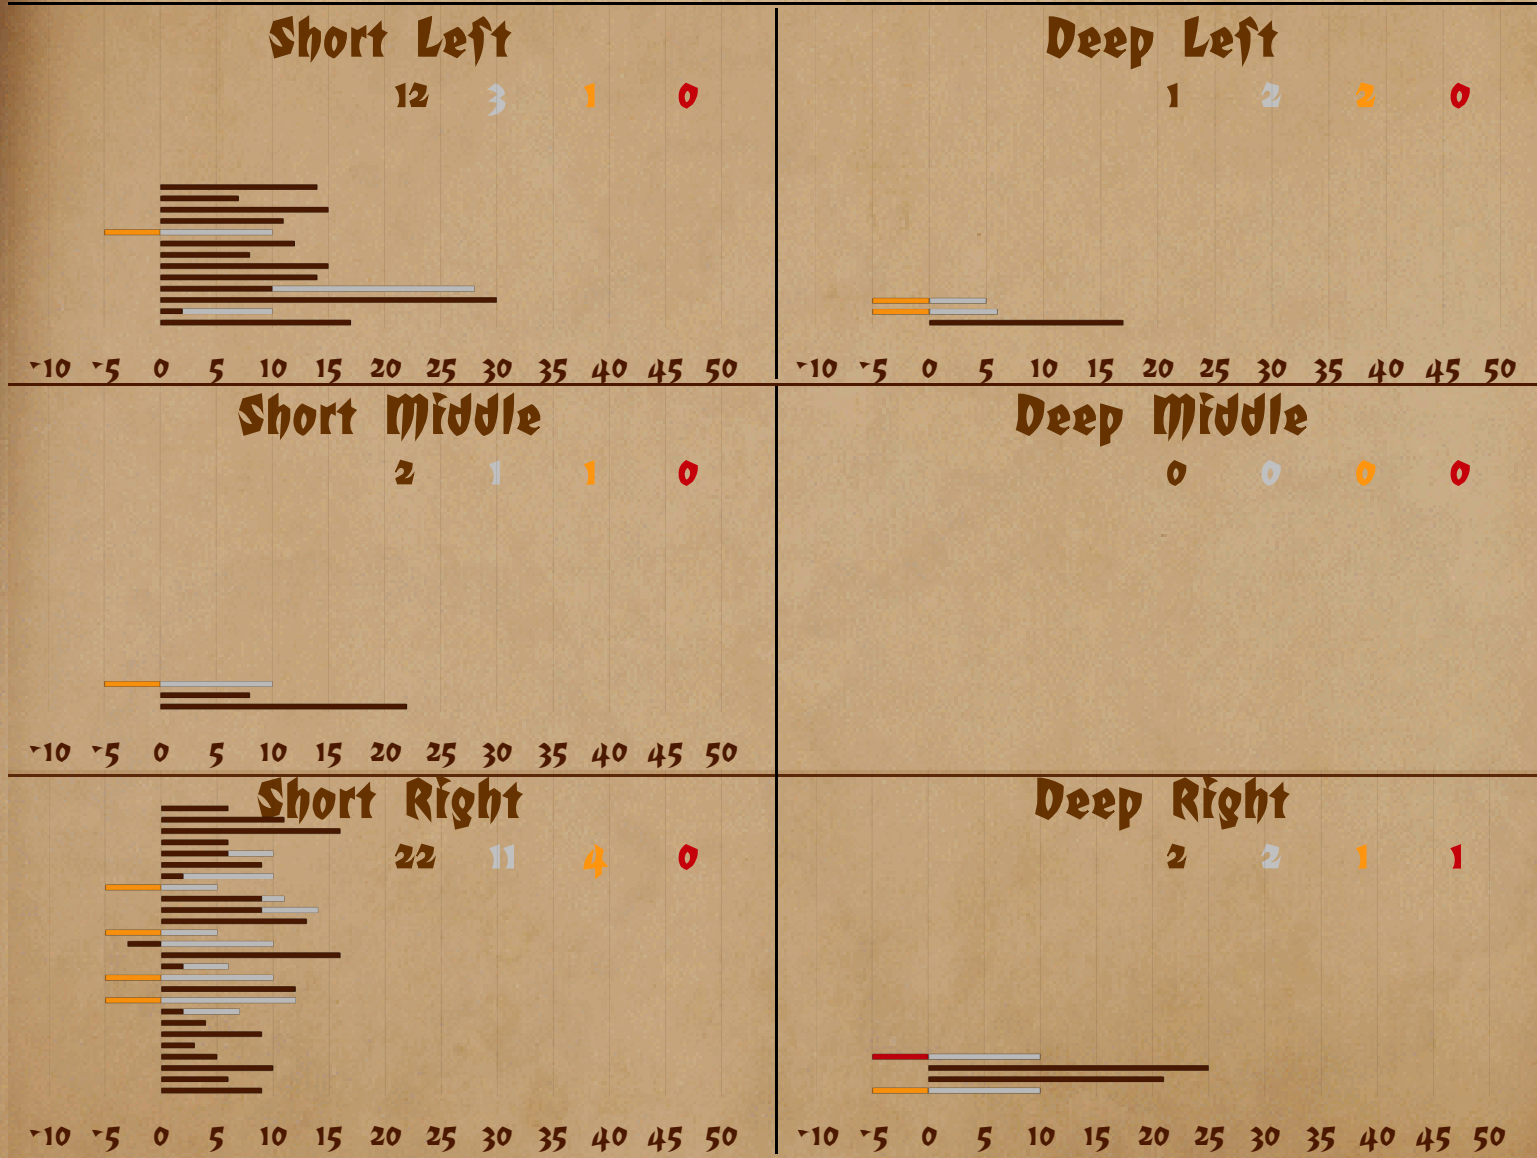 Short Left
12 3 1 0
-10 -5 0 5 10 15 20 25 30 35 40 45 50
Deep Left
1 2 2 0
-10 -5 0 5 10 15 20 25 30 35 40 45 50
Short Middle
2 1 1 0
-10 -5 0 5 10 15 20 25 30 35 40 45 50
Deep Middle
0 0 0 0
Short Right
22 11 4 0
-10 -5 0 5 10 15 20 25 30 35 40 45 50
Deep Right
2 2 1 1
-10 -5 0 5 10 15 20 25 30 35 40 45 50